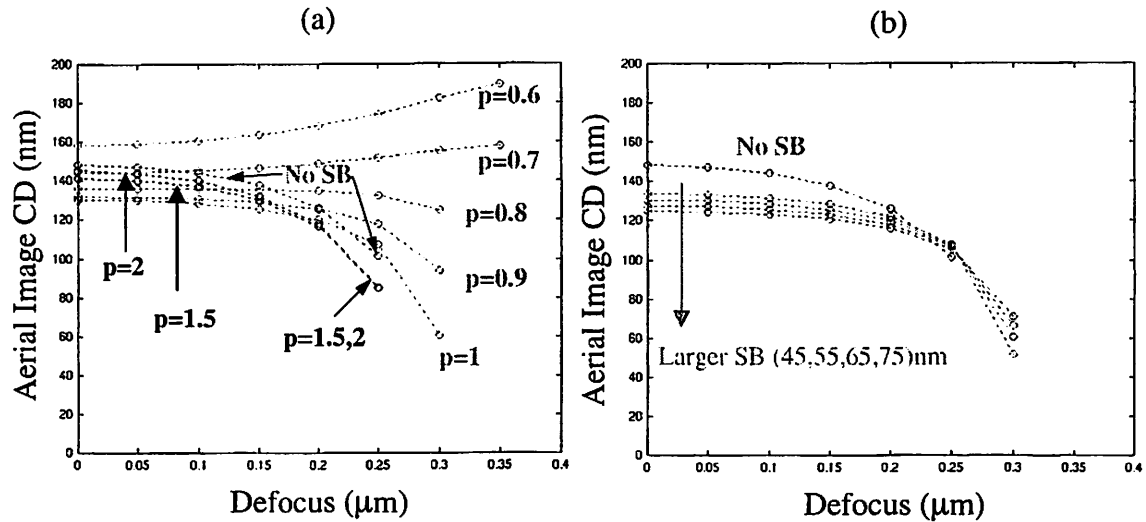 (a)
(b)
Aerial Image CD (nm)
200
180
160
140
120
100
80
60
40
20
0
p=0.6
p=0.7
No SB
p=0.8
p=0.9
p=2
p=1.5
p=1.5,2
p=1
0
0.05
0.1
0.15
0.2
0.25
0.3
0.35
0.4
Defocus (μm)
Aerial Image CD (nm)
200
180
160
140
120
100
80
60
40
20
0
No SB
Larger SB (45,55,65,75)nm
0
0.05
0.1
0.15
0.2
0.25
0.3
0.35
0.4
Defocus (μm)